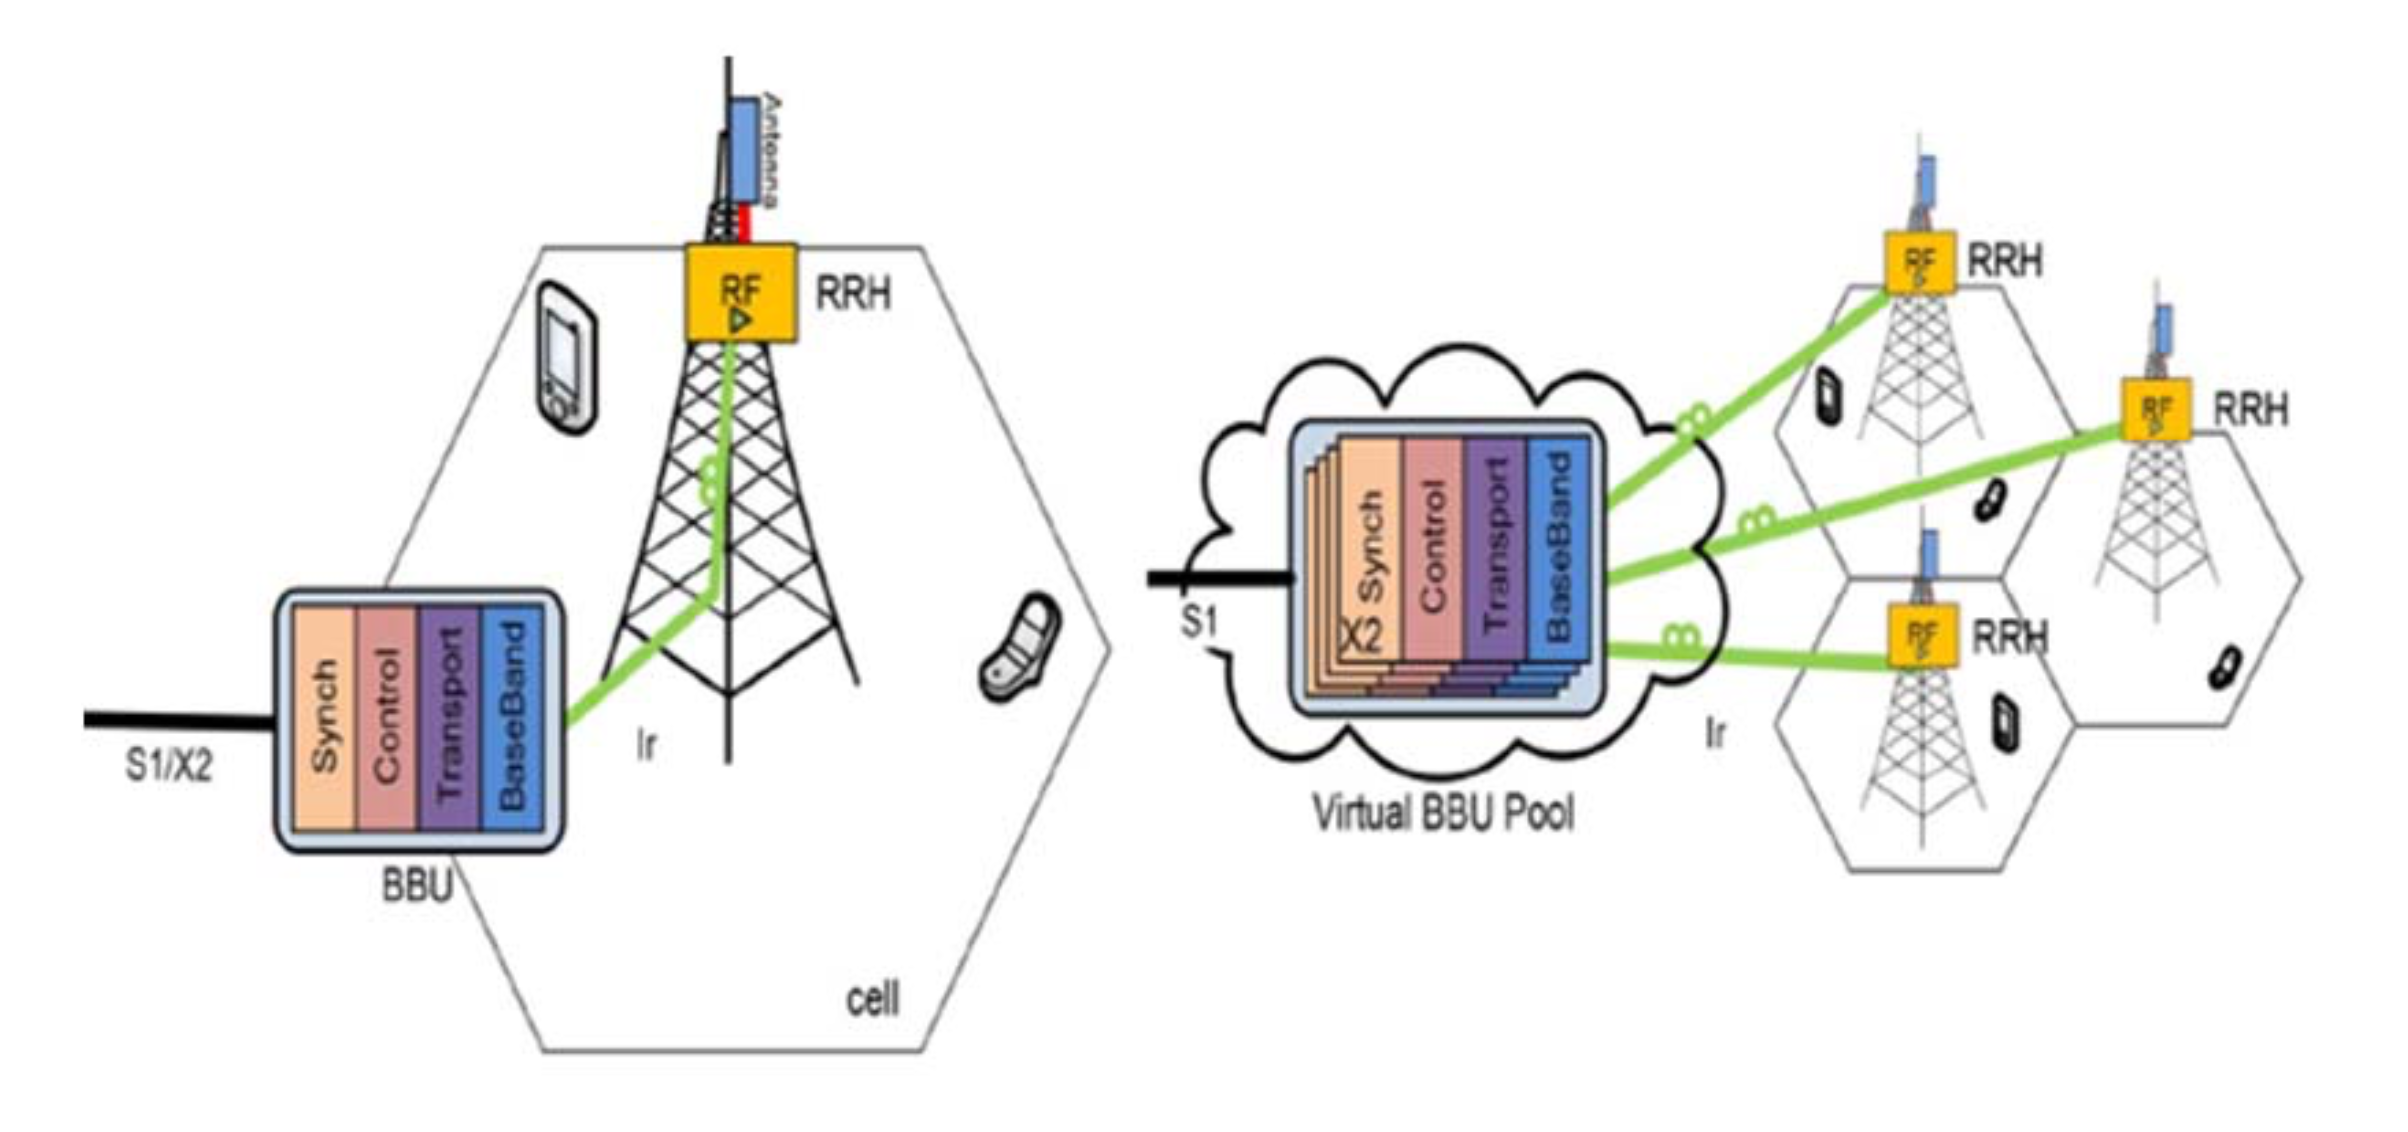 Antenna
RF
RRH
Synch
Control
Transport
BaseBand
S1/X2
Ir
BBU
cell
RF
RRH
RF
RRH
Synch
Control
Transport
BaseBand
X2
S1
RF
RRH
Ir
Virtual BBU Pool